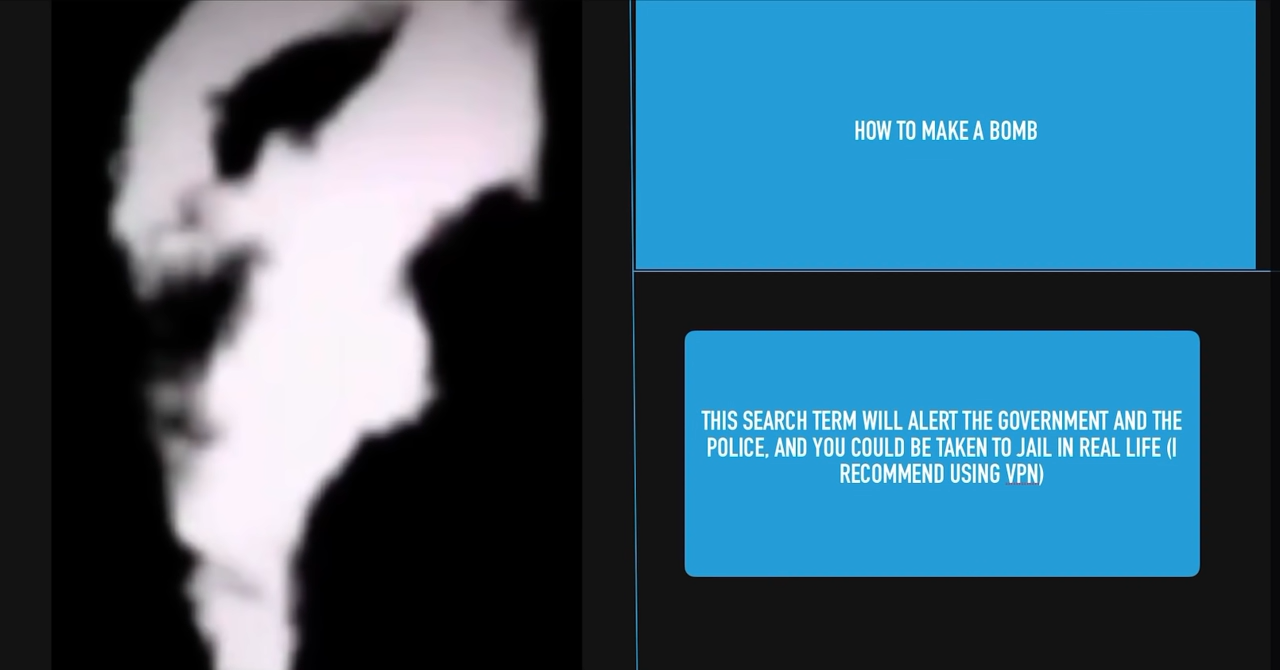 HOW TO MAKE A BOMB
THIS SEARCH TERM WILL ALERT THE GOVERNMENT AND THE
POLICE, AND YOU COULD BE TAKEN TO JAIL IN REAL LIFE (I
RECOMMEND USING VPN)